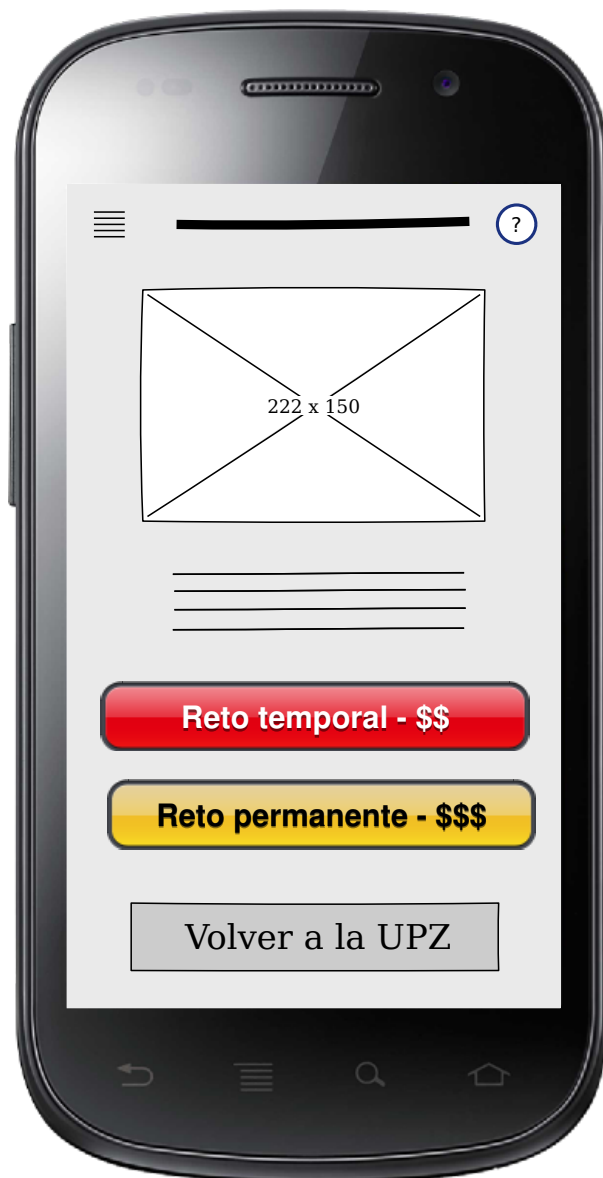 ?
222 x 150
Reto temporal - $$
Reto permanente - $$$
Volver a la UPZ